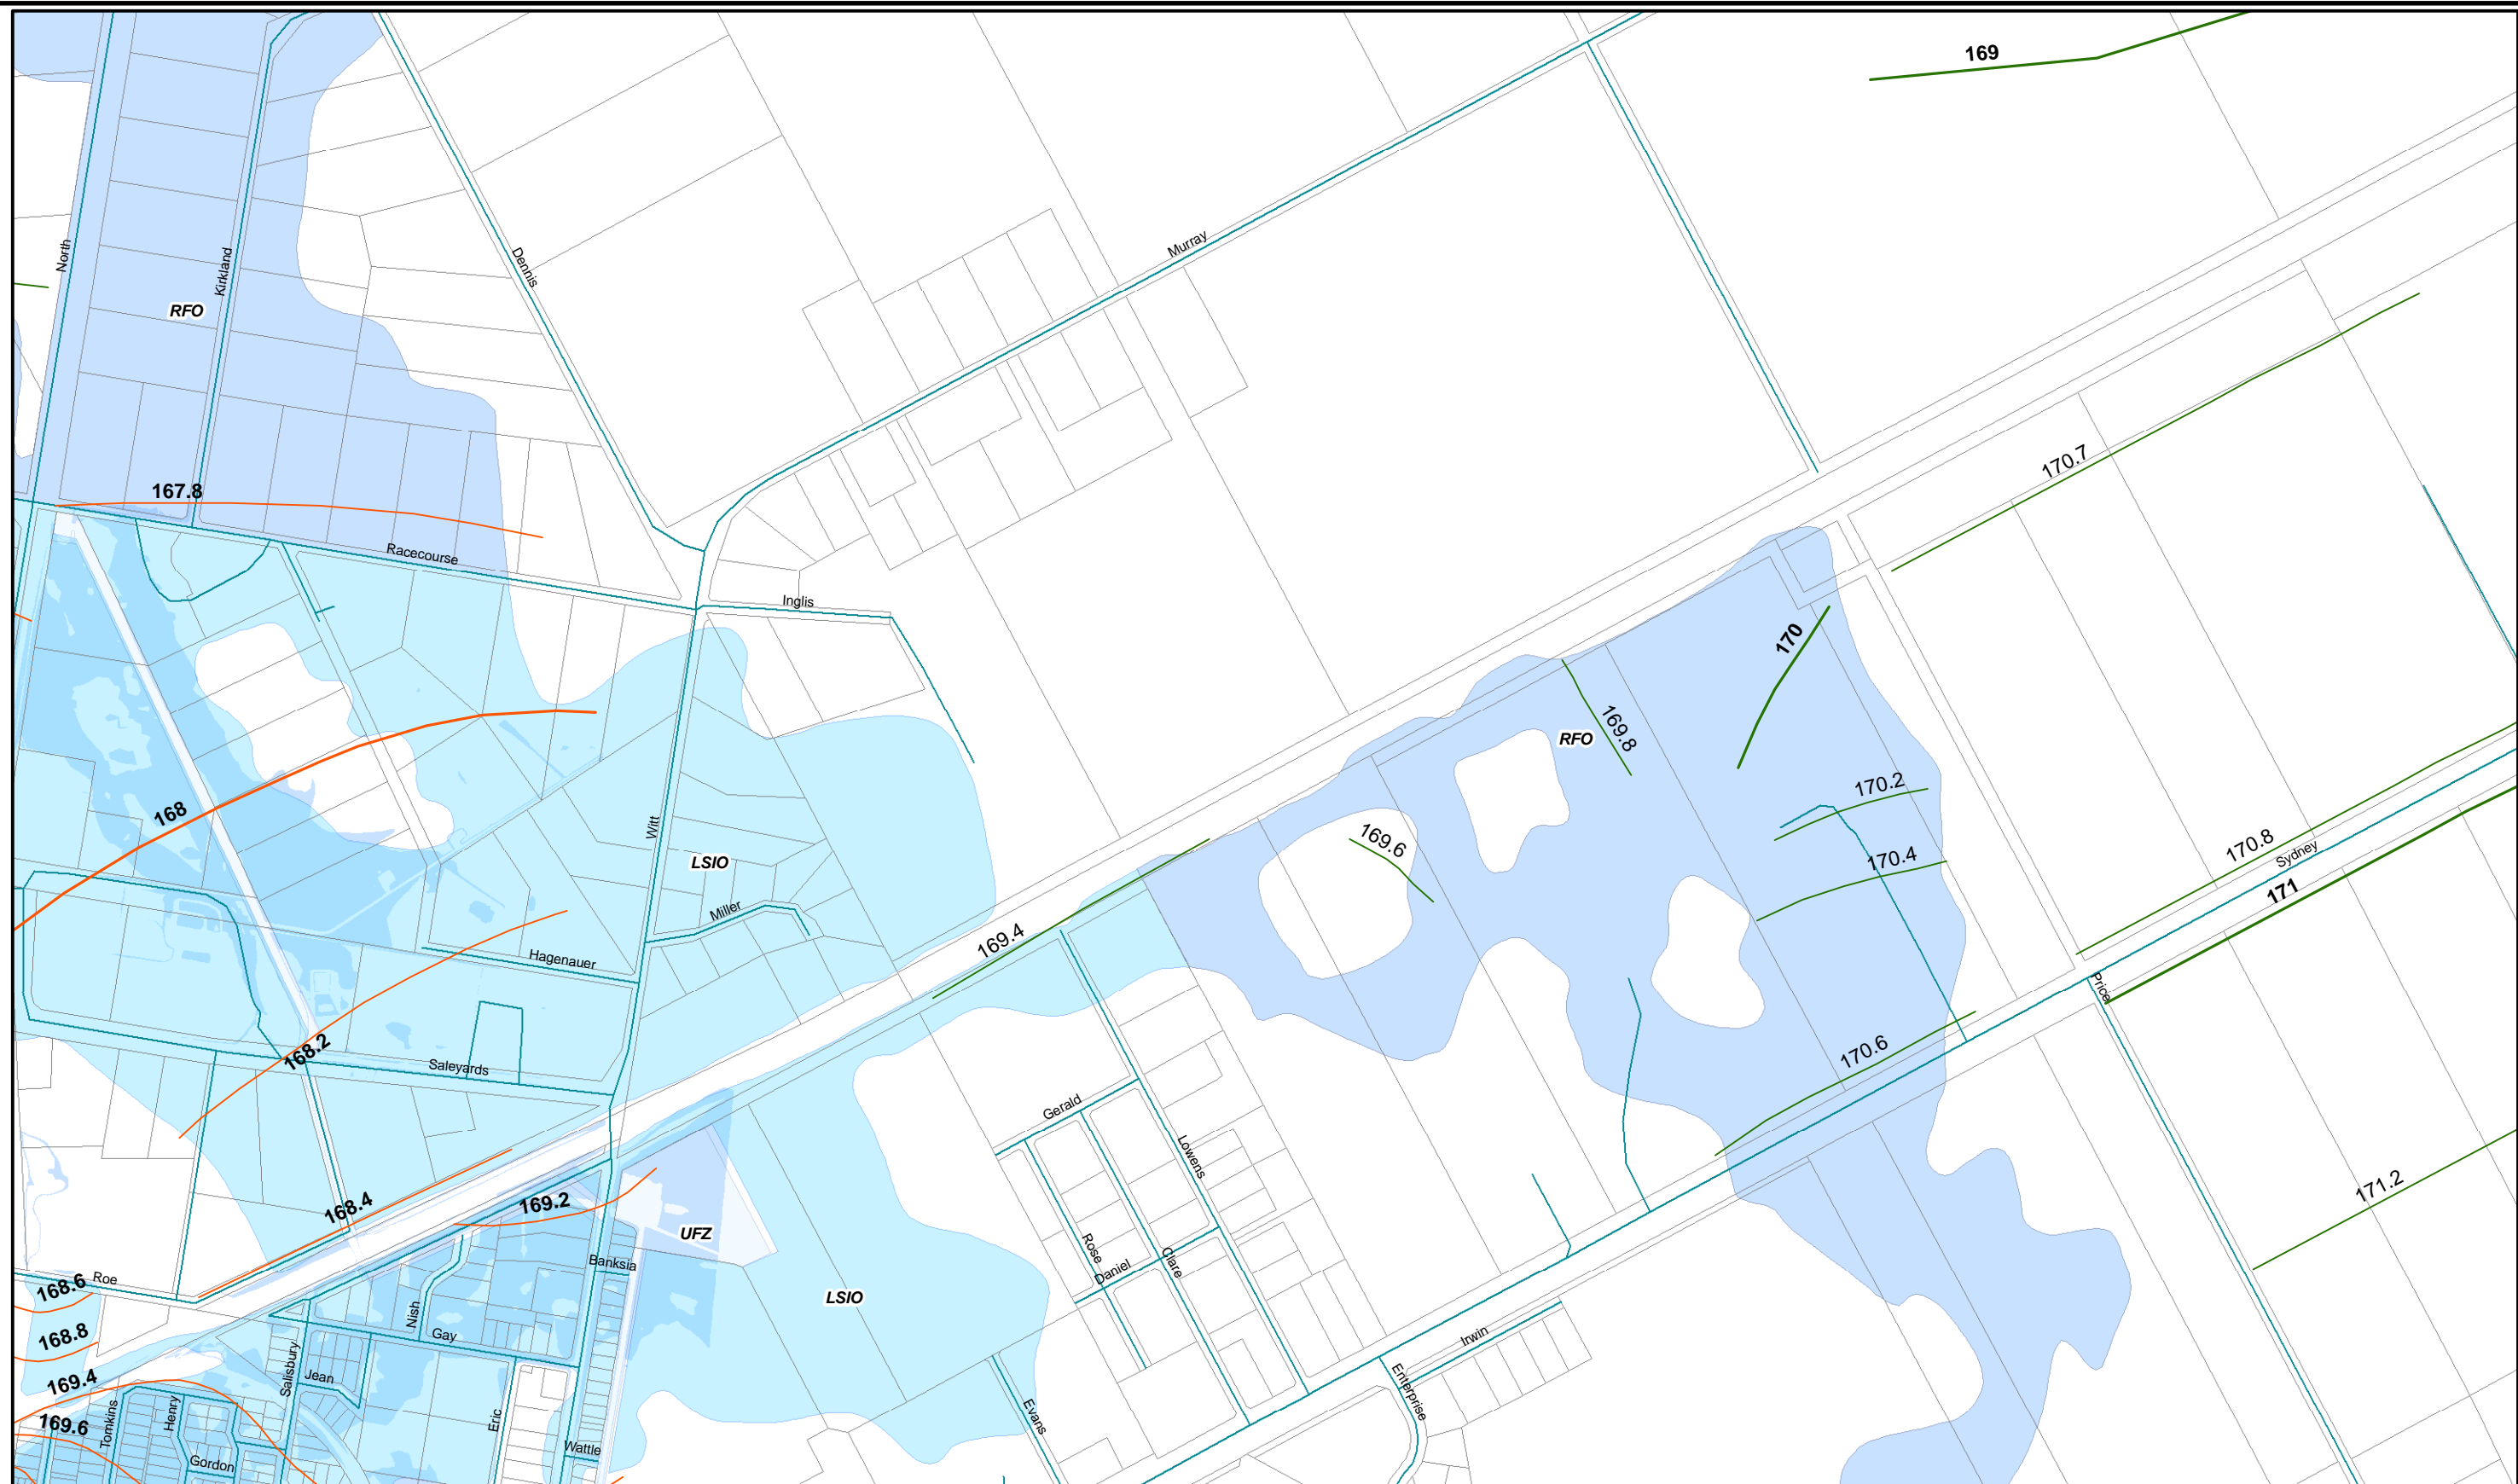 169
North
Kirkland
Dennis
Murray
RFO
170.7
167.8
Racecourse
Inglis
170
169.8
RFO
170.2
168
Witt
169.6
170.8
Sydney
LSIO
170.4
171
Miller
169.4
Hagenauer
Price
168.2
Saleyards
170.6
Gerald
Lowens
171.2
168.4
169.2
UFZ
Rose
Clare
Banksia
Daniel
168.6
Roe
LSIO
Nish
168.8
Gay
Irwin
Salisbury
Jean
169.4
Enterprise
Evans
Henry
Tomkins
169.6
Eric
Wattle
Gordon